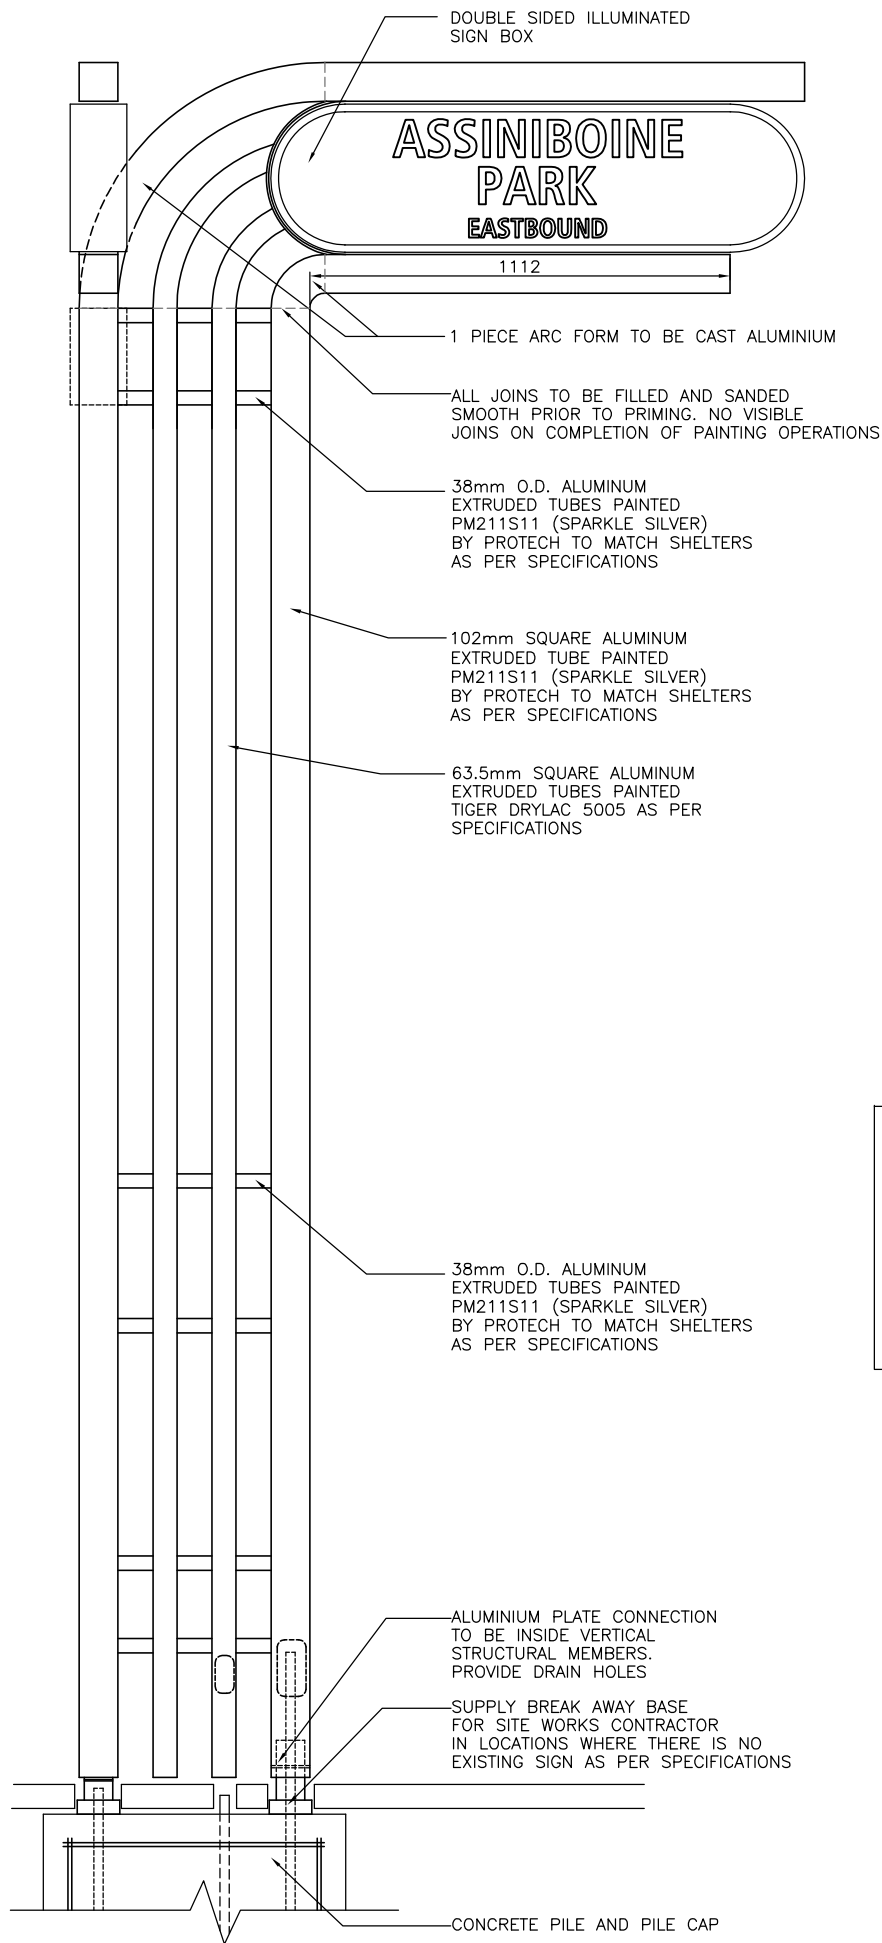 DOUBLE SIDED ILLUMINATED
SIGN BOX
ASSINIBOINE
PARK
EASTBOUND
1112
1 PIECE ARC FORM TO BE CAST ALUMINIUM
ALL JOINS TO BE FILLED AND SANDED
SMOOTH PRIOR TO PRIMING. NO VISIBLE
JOINS ON COMPLETION OF PAINTING OPERATIONS
38mm O.D. ALUMINUM
EXTRUDED TUBES PAINTED
PM211S11 (SPARKLE SILVER)
BY PROTECH TO MATCH SHELTERS
AS PER SPECIFICATIONS
102mm SQUARE ALUMINUM
EXTRUDED TUBE PAINTED
PM211S11 (SPARKLE SILVER)
BY PROTECH TO MATCH SHELTERS
AS PER SPECIFICATIONS
63.5mm SQUARE ALUMINUM
EXTRUDED TUBES PAINTED
TIGER DRYLAC 5005 AS PER
SPECIFICATIONS
38mm O.D. ALUMINUM
EXTRUDED TUBES PAINTED
PM211S11 (SPARKLE SILVER)
BY PROTECH TO MATCH SHELTERS
AS PER SPECIFICATIONS
ALUMINIUM PLATE CONNECTION
TO BE INSIDE VERTICAL
STRUCTURAL MEMBERS.
PROVIDE DRAIN HOLES
SUPPLY BREAK AWAY BASE
FOR SITE WORKS CONTRACTOR
IN LOCATIONS WHERE THERE IS NO
EXISTING SIGN AS PER SPECIFICATIONS
CONCRETE PILE AND PILE CAP